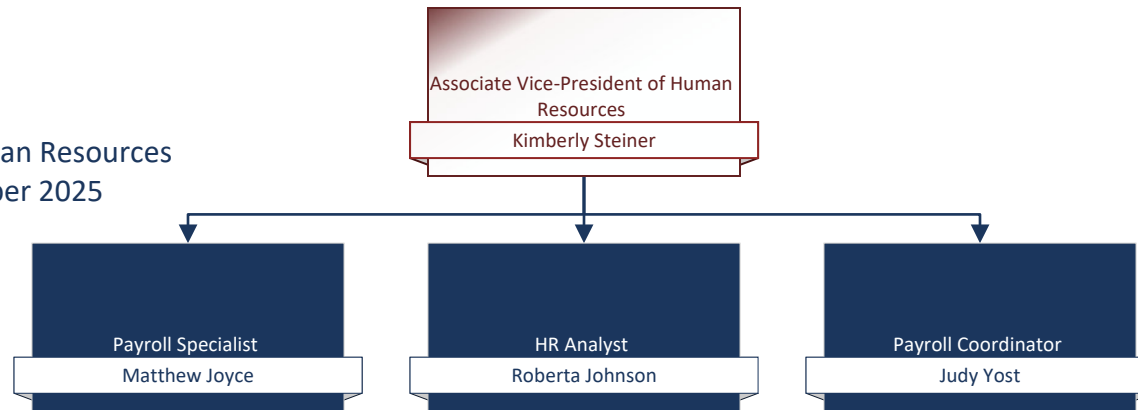 Associate Vice-President of Human
Resources
Kimberly Steiner
an Resources
er 2025
Payroll Specialist
Matthew Joyce
HR Analyst
Roberta Johnson
Payroll Coordinator
Judy Yost